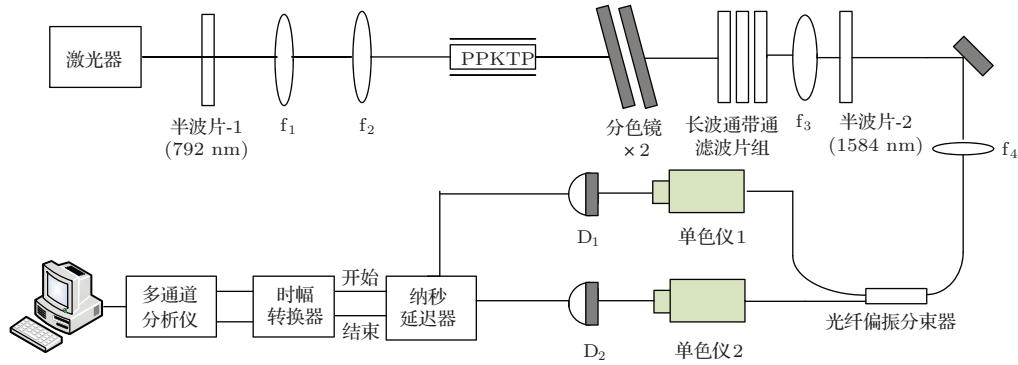 激光器
半波片-1
(792 nm)
f1
f2
PPKTP
分色镜
×2
长波通带通
滤波片组
f3
半波片-2
(1584 nm)
f4
D1
单色仪1
多通道
分析仪
时幅
转换器
开始
结束
纳秒
延迟器
D2
单色仪2
光纤偏振分束器